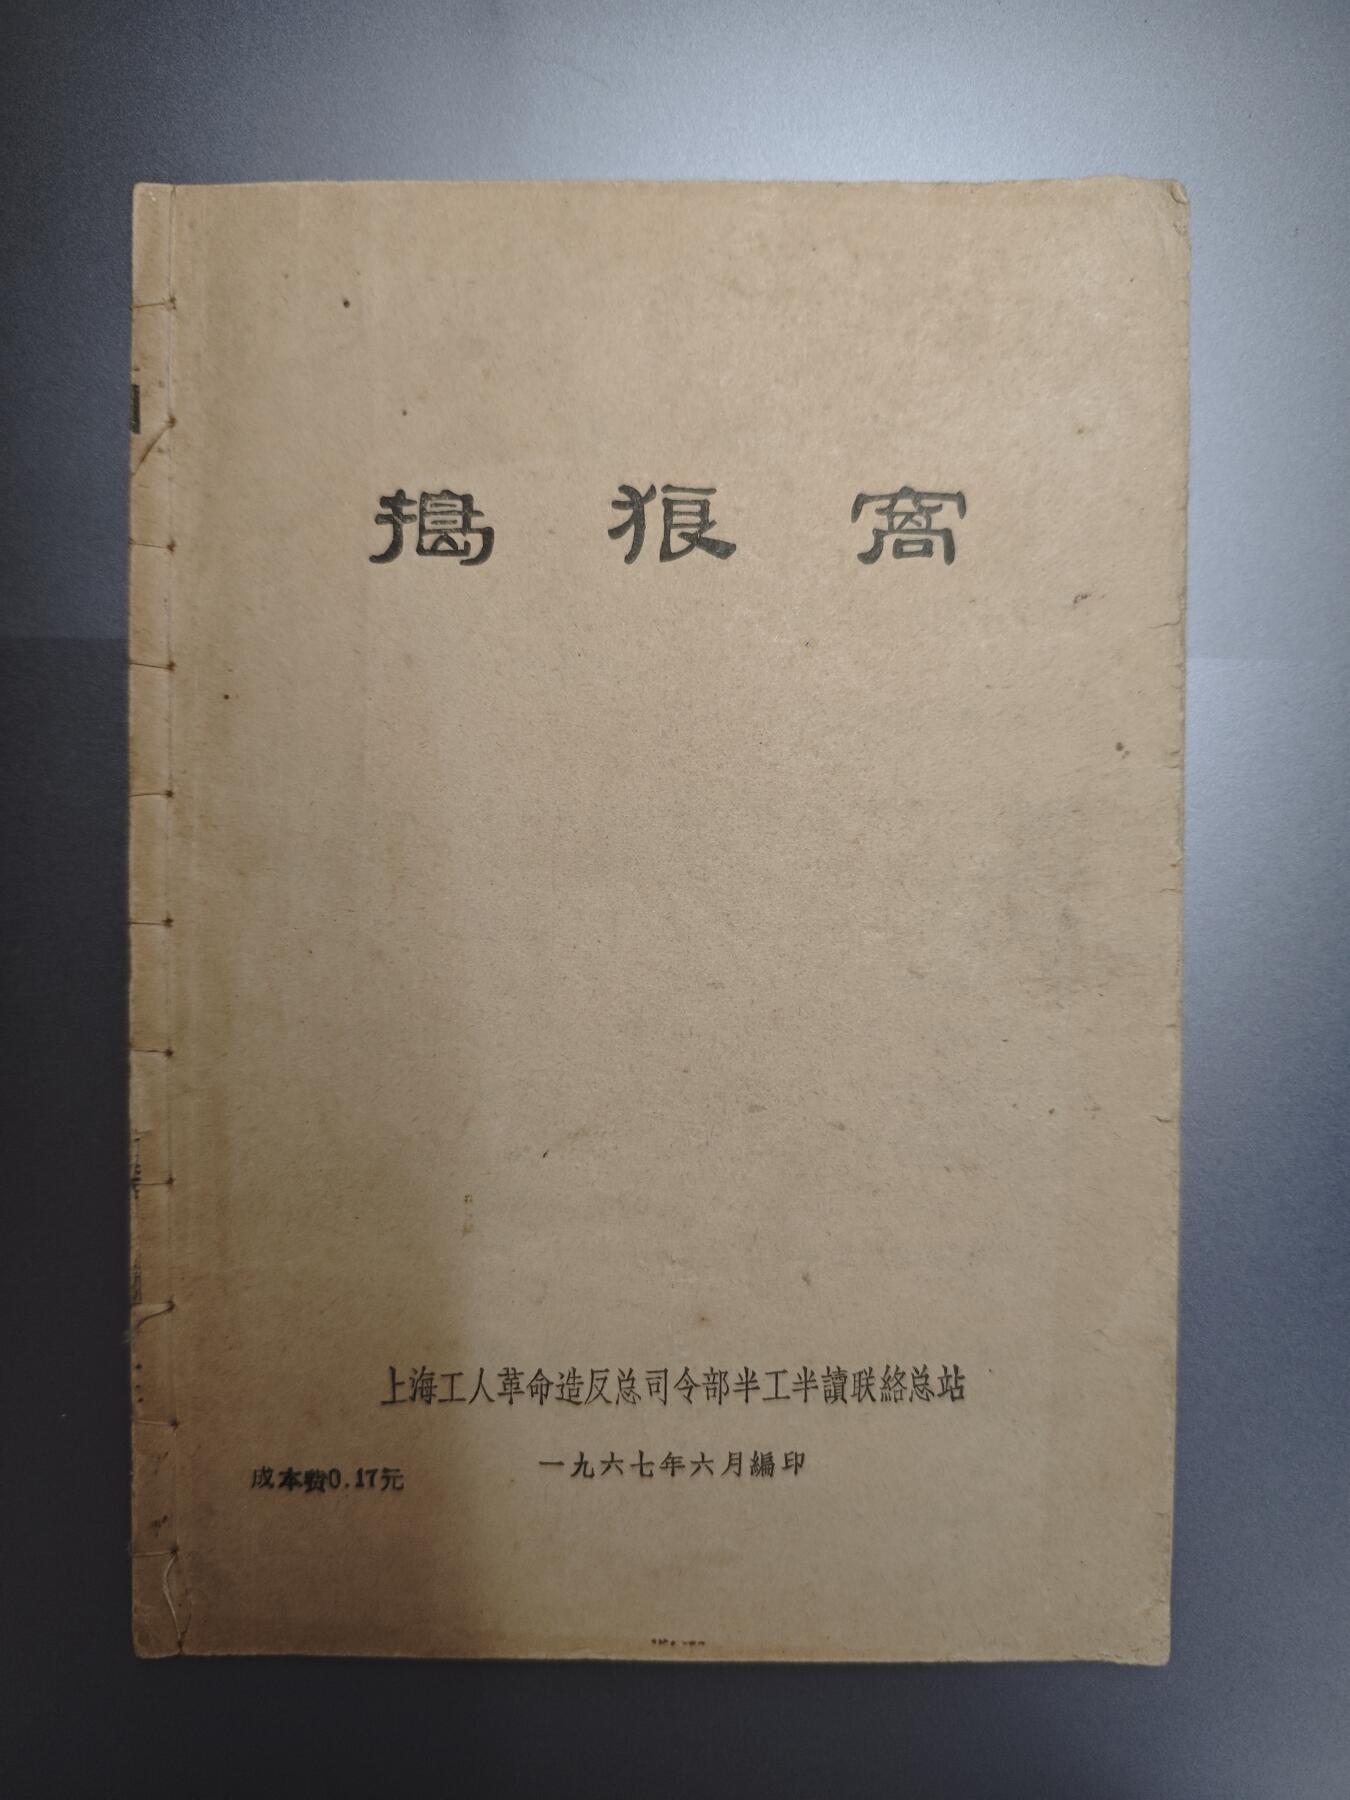 搗狼窩
上海工人革命造反总司令部半工半讀联絡总站
一九六七年六月編印
成本费0.17元